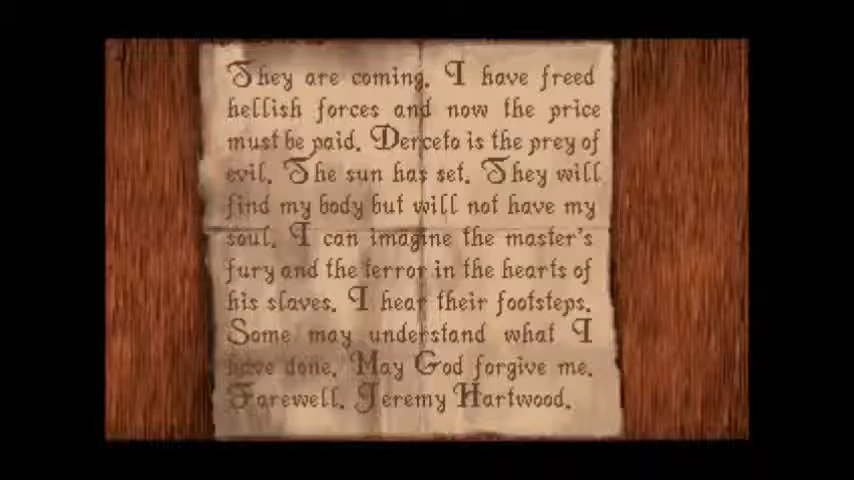 They are coming. I have freed
hellish forces and now the price
must be paid. Derceto is the prey of
evil. The sun has set. They will
find my body but will not have my
soul. I can imagine the master's
fury and the terror in the hearts of
his slaves. I hear their footsteps.
Some may understand what I
have done. May God forgive me.
Farewell. Jeremy Hartwood.